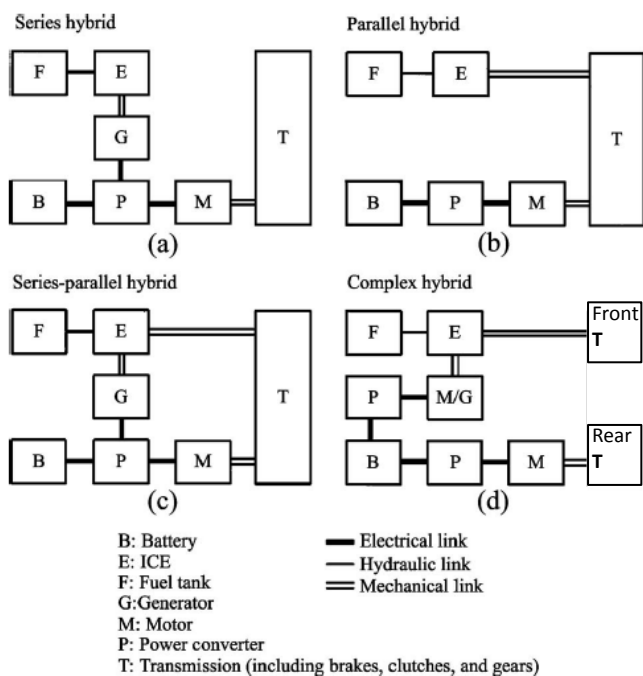 Series hybrid
F E
G T
B P M
(a)
Parallel hybrid
F E
T
B P M
(b)
Series-parallel hybrid
F E
G T
B P M
(c)
Complex hybrid
F E Front
T
P M/G
B P M Rear
T
(d)
B: Battery
E: ICE
F: Fuel tank
G:Generator
M: Motor
P: Power converter
T: Transmission (including brakes, clutches, and gears)
Electrical link
Hydraulic link
Mechanical link